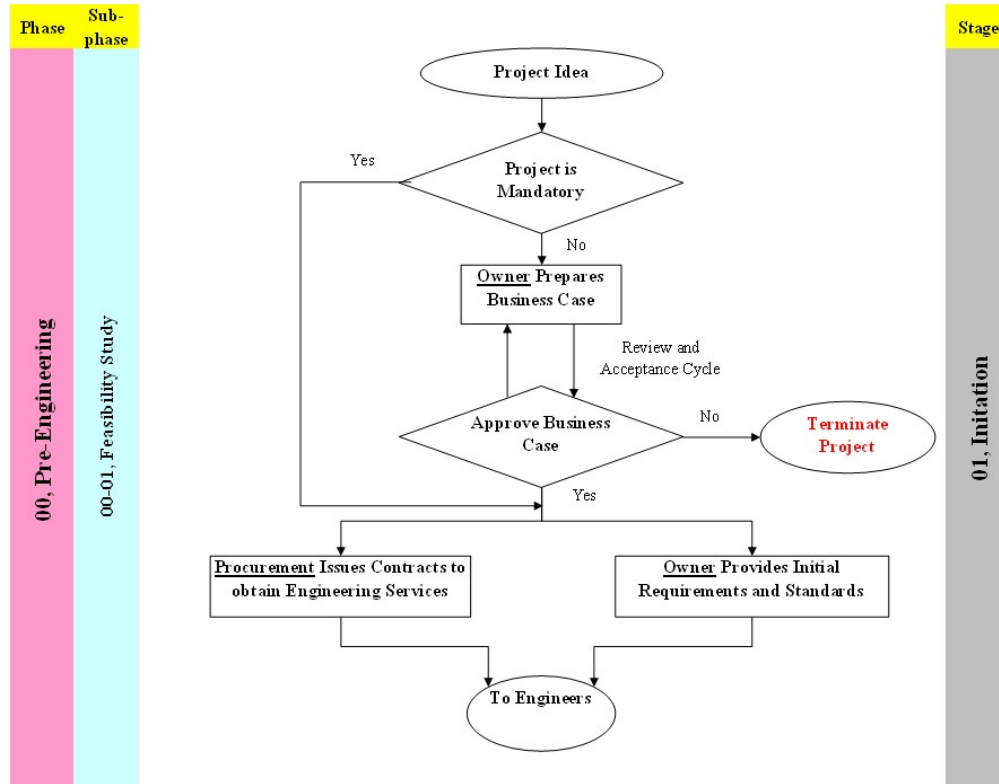 Phase
Sub-
phase
Stage
Project Idea
Yes
Project is
Mandatory
No
Owner Prepares
Business Case
Review and
Acceptance Cycle
Approve Business
Case
No
Terminate
Project
Yes
Procurement Issues Contracts to
obtain Engineering Services
Owner Provides Initial
Requirements and Standards
To Engineers
00, Pre-Engineering
00-01, Feasibility Study
01, Initation